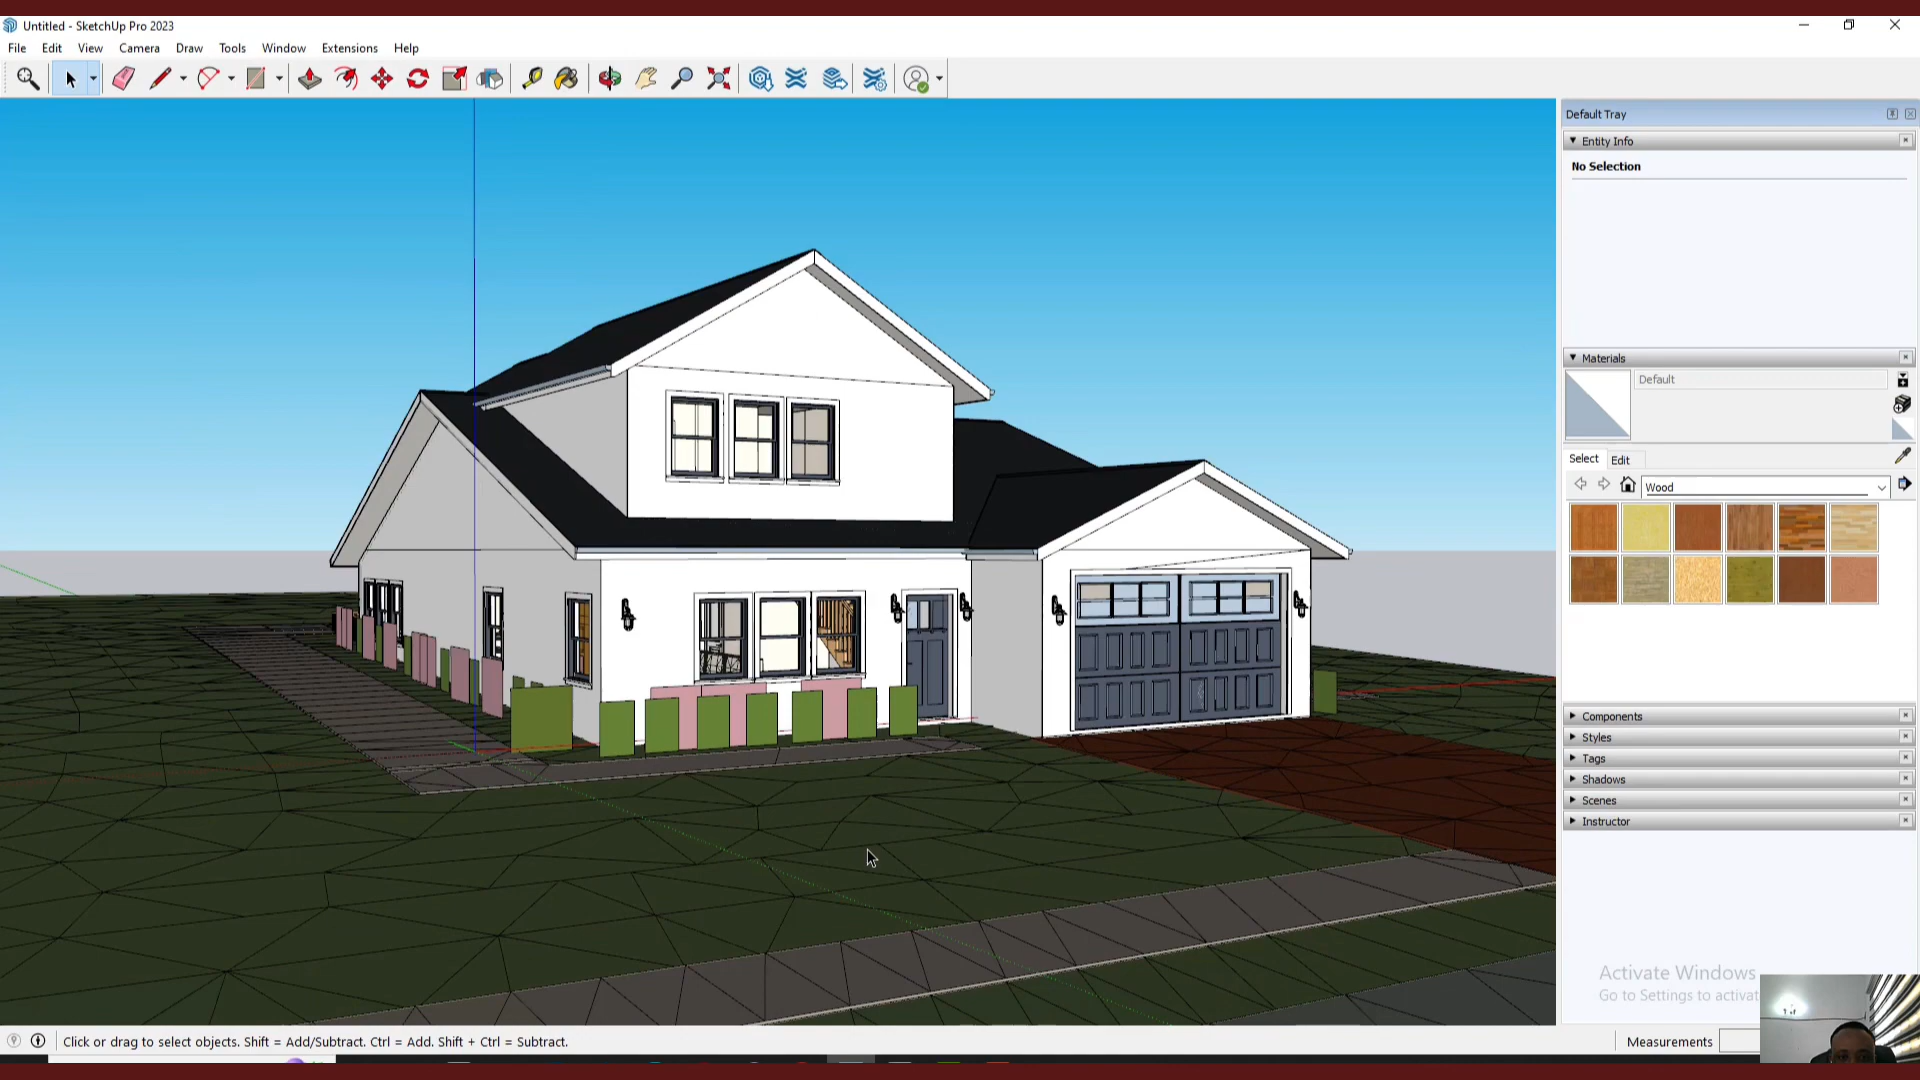 Untitled - SketchUp Pro 2023
File Edit View Camera Draw Tools Window Extensions Help
Default Tray
Entity Info
No Selection
Materials
Default
Select Edit
Wood
Components
Styles
Tags
Shadows
Scenes
Instructor
Activate Windows
Go to Settings to activat
Click or drag to select objects. Shift = Add/Subtract. Ctrl = Add. Shift + Ctrl = Subtract.
Measurements